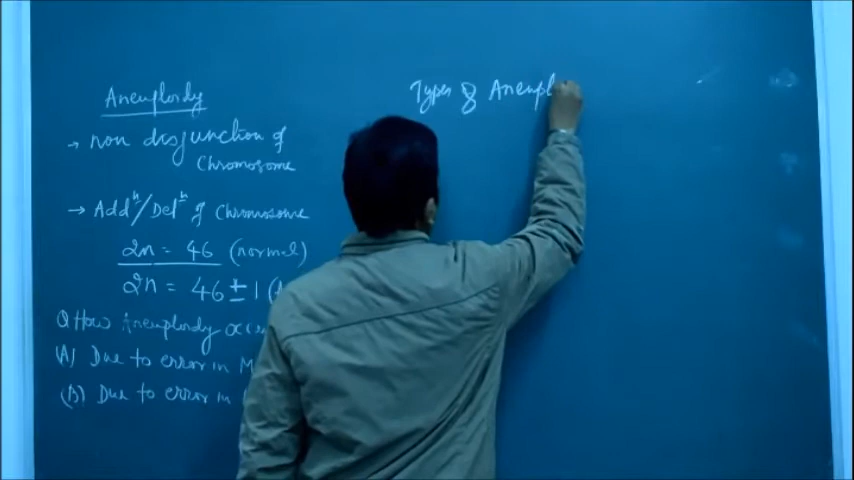 Aneuploidy
→ non disjunction of
Chromosome
→ Addⁿ/Delⁿ of Chromosome
2n = 46 (normal)
2n = 46 ± 1 (
Q How Aneuploidy
(A) Due to error in M
(B) Due to error in
Types of Aneupl